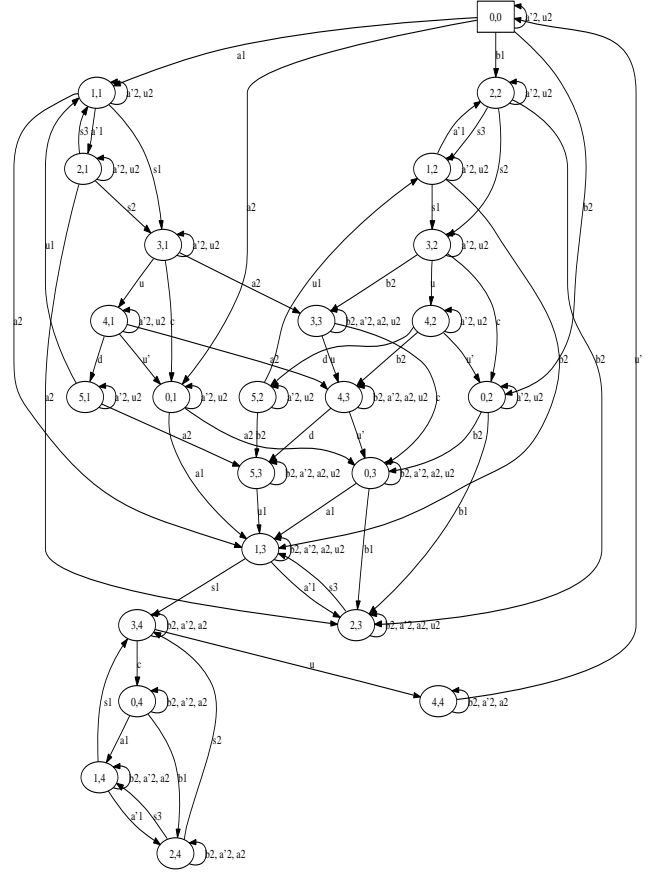 0,0
a'2, u2
a1
b1
1,1
a'2, u2
2,2
a'2, u2
s3
a'1
a'1
s3
2,1
a'2, u2
s1
1,2
a'2, u2
s2
s2
a2
b2
s1
u1
3,1
a'2, u2
3,2
a'2, u2
u
a2
u1
b2
u
a2
4,1
a'2, u2
c
3,3
b2, a'2, a2, u2
4,2
a'2, u2
c
b2
b2
u'
d
u'
a2
d
u
b2
u'
a2
5,1
a'2, u2
0,1
a'2, u2
5,2
a'2, u2
4,3
b2, a'2, a2, u2
c
0,2
a'2, u2
a2
a2
b2
d
u'
b2
a1
5,3
b2, a'2, a2, u2
0,3
b2, a'2, a2, u2
u1
a1
b1
1,3
b2, a'2, a2, u2
b1
s1
a'1
s3
3,4
b2, a'2, a2
2,3
b2, a'2, a2, u2
c
u
s1
0,4
b2, a'2, a2
4,4
b2, a'2, a2
a1
s2
1,4
b2, a'2, a2
b1
a'1
s3
2,4
b2, a'2, a2